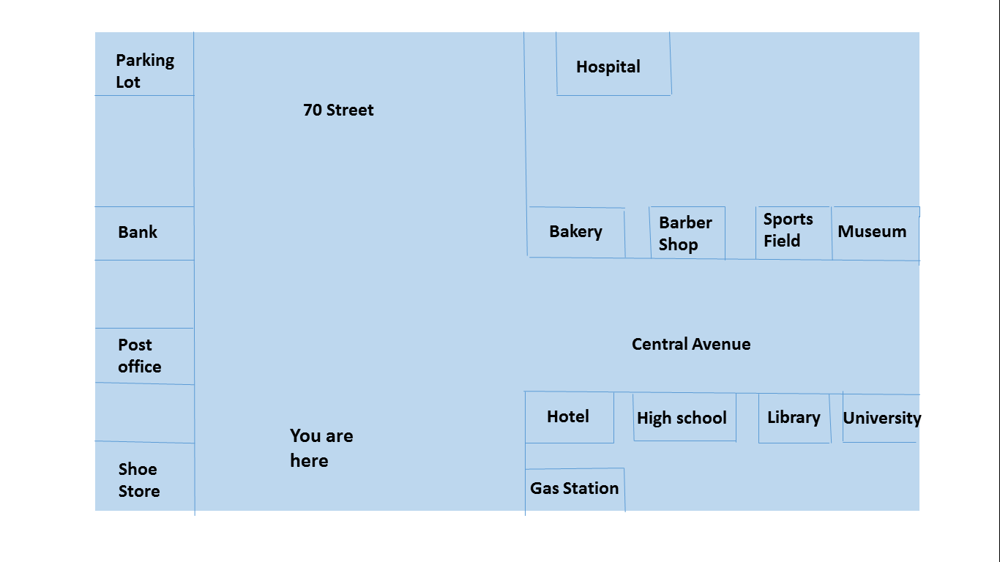 Parking
Lot
Hospital
70 Street
Bank
Bakery
Barber
Shop
Sports
Field
Museum
Post
office
Central Avenue
Hotel
High school
Library
University
You are
here
Shoe
Store
Gas Station